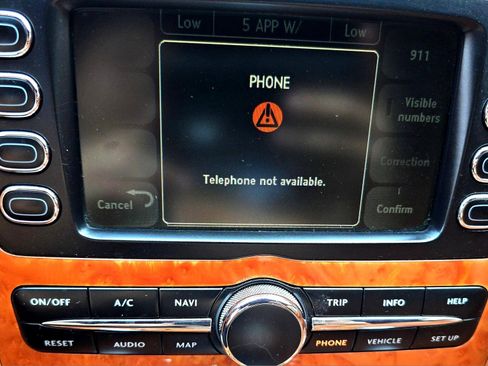 Low 5 APP W/ Low
PHONE
911
Visible
numbers
Correction
Telephone not available.
Cancel
Confirm
ON/OFF A/C NAVI TRIP INFO HELP
RESET AUDIO MAP PHONE VEHICLE SET UP